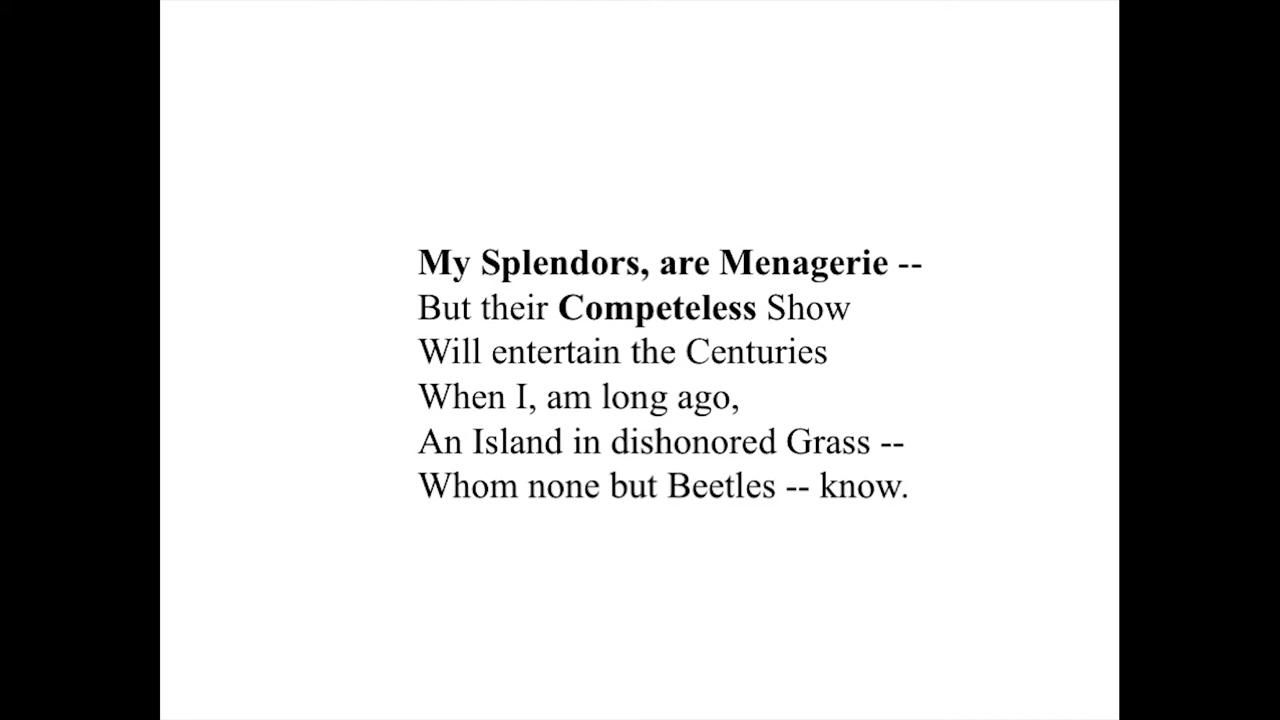 My Splendors, are Menagerie --
But their Competeless Show
Will entertain the Centuries
When I, am long ago,
An Island in dishonored Grass --
Whom none but Beetles -- know.